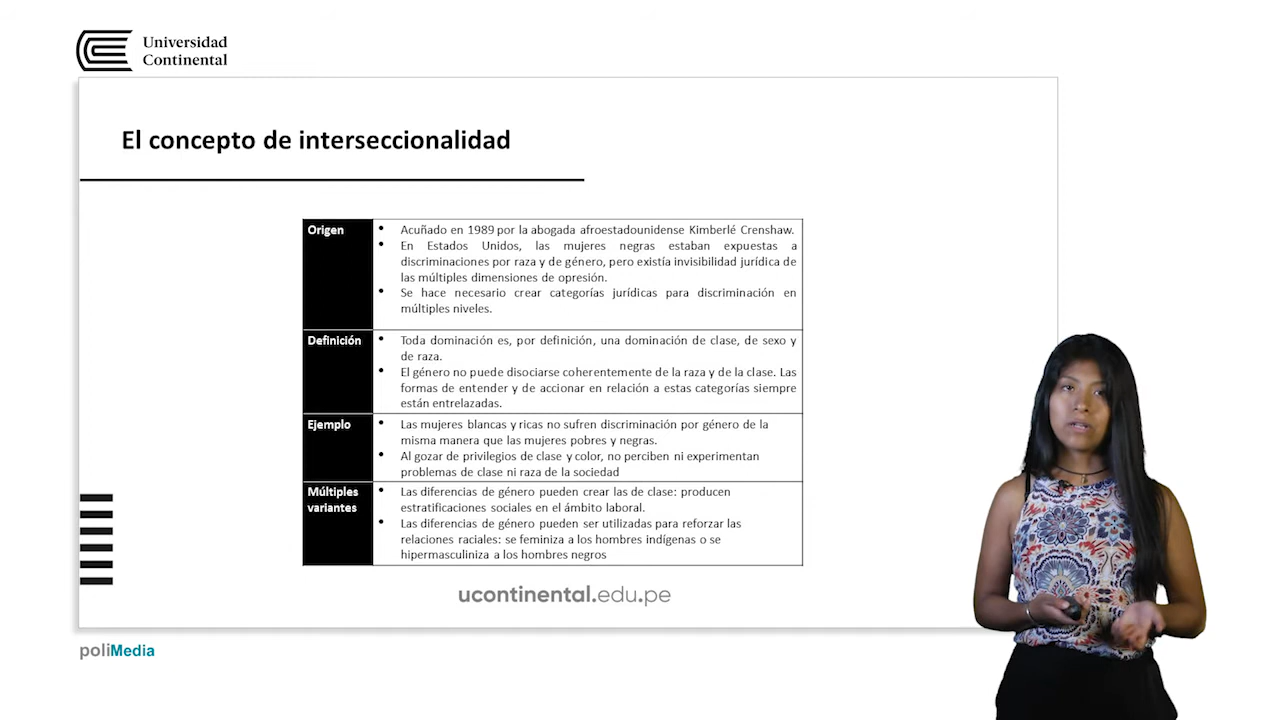 Universidad
Continental
El concepto de interseccionalidad
Origen
• Acuñado en 1989 por la abogada afroestadounidense Kimberlé Crenshaw.
• En Estados Unidos, las mujeres negras estaban expuestas a
discriminaciones por raza y de género, pero existía invisibilidad jurídica de
las múltiples dimensiones de opresión.
• Se hace necesario crear categorías jurídicas para discriminación en
múltiples niveles.
Definición
• Toda dominación es, por definición, una dominación de clase, de sexo y
de raza.
• El género no puede disociarse coherentemente de la raza y de la clase. Las
formas de entender y de accionar en relación a estas categorías siempre
están entrelazadas.
Ejemplo
• Las mujeres blancas y ricas no sufren discriminación por género de la
misma manera que las mujeres pobres y negras.
• Al gozar de privilegios de clase y color, no perciben ni experimentan
problemas de clase ni raza de la sociedad
Múltiples
variantes
• Las diferencias de género pueden crear las de clase: producen
estratificaciones sociales en el ámbito laboral.
• Las diferencias de género pueden ser utilizadas para reforzar las
relaciones raciales: se feminiza a los hombres indígenas o se
hipermasculiniza a los hombres negros
ucontinental.edu.pe
poliMedia